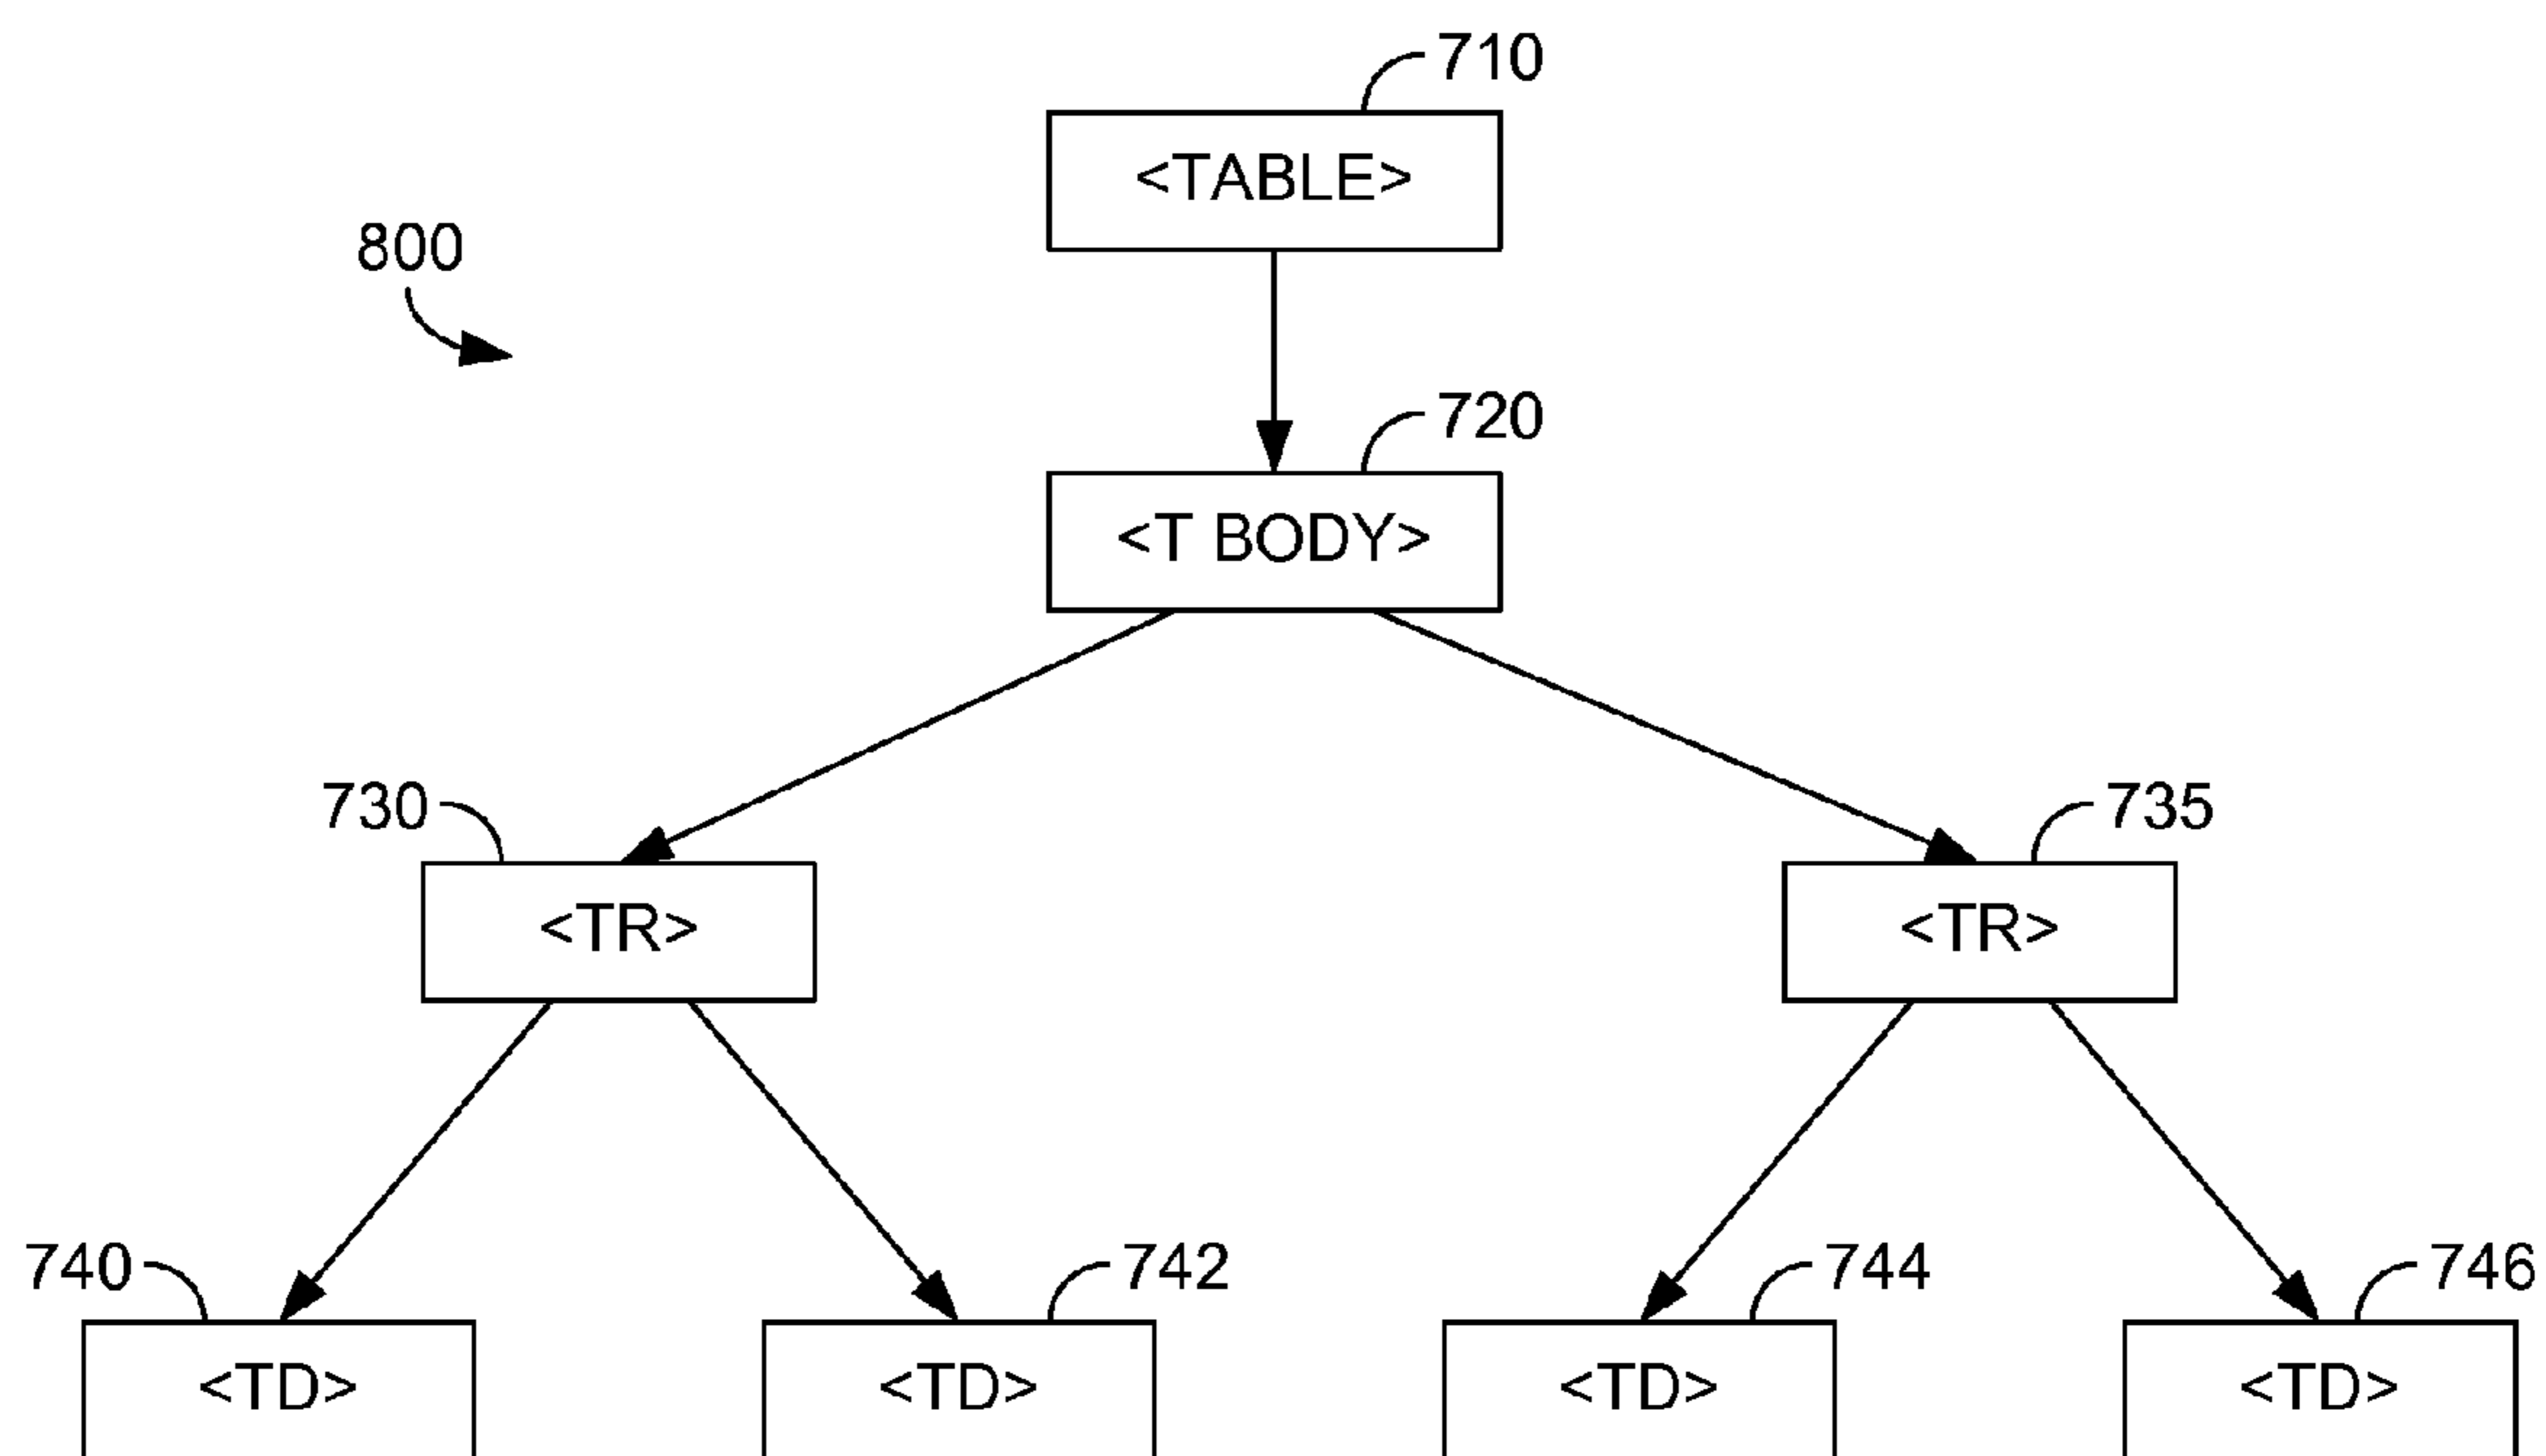 710
<TABLE>
800
720
<T BODY>
730
735
<TR>
<TR>
740
742
744
746
<TD>
<TD>
<TD>
<TD>